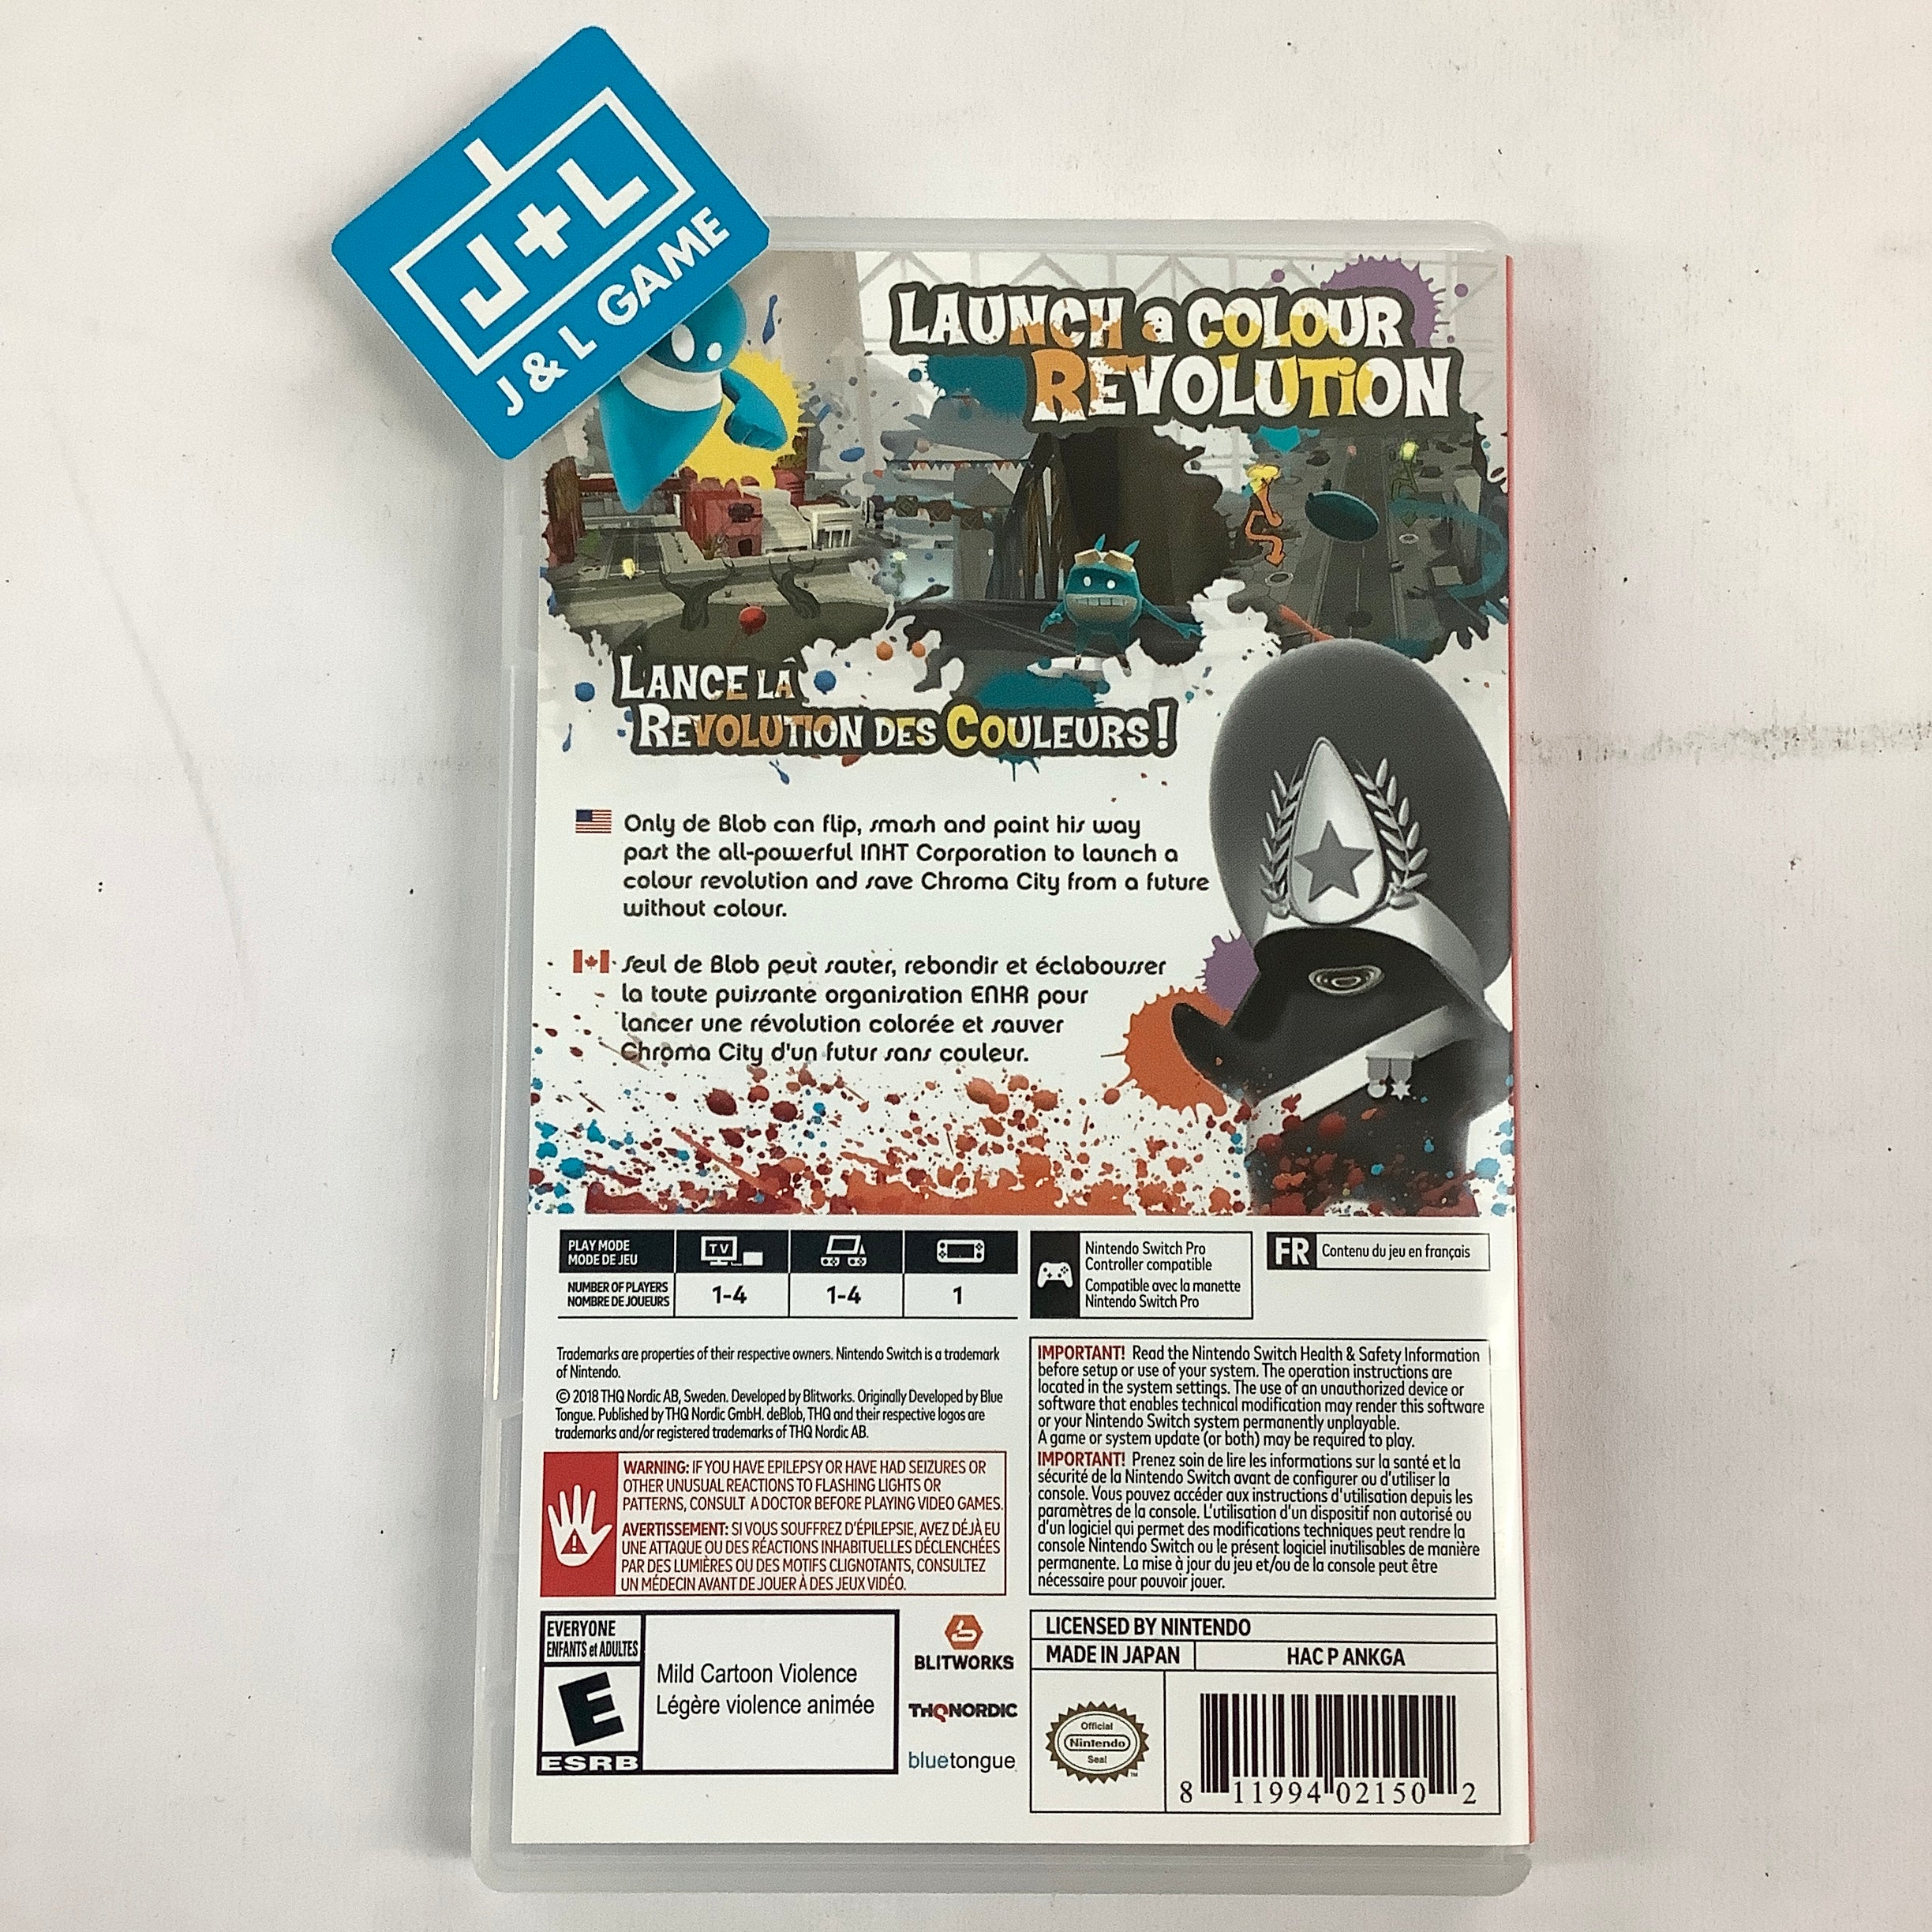 J+L
J & L GAME
LAUNCH a COLOUR
REVOLUTION
LANCE LA
REVOLUTION DES COULEURS!
Only de Blob can flip, smash and paint his way
past the all-powerful INKT Corporation to launch a
colour revolution and save Chroma City from a future
without colour.
Seul de Blob peut sauter, rebondir et éclabousser
la toute puissante organisation ENKR pour
lancer une révolution colorée et sauver
Chroma City d'un futur sans couleur.
PLAY MODE
MODE DE JEU
TV
NUMBER OF PLAYERS
NOMBRE DE JOUEURS
1-4
1-4
1
Nintendo Switch Pro
Controller compatible
Compatible avec la manette
Nintendo Switch Pro
FR Contenu du jeu en français
Trademarks are properties of their respective owners. Nintendo Switch is a trademark
of Nintendo.
© 2018 THQ Nordic AB, Sweden. Developed by Blitworks. Originally Developed by Blue
Tongue. Published by THQ Nordic GmbH. deBlob, THQ and their respective logos are
trademarks and/or registered trademarks of THQ Nordic AB.
WARNING: IF YOU HAVE EPILEPSY OR HAVE HAD SEIZURES OR
OTHER UNUSUAL REACTIONS TO FLASHING LIGHTS OR
PATTERNS, CONSULT A DOCTOR BEFORE PLAYING VIDEO GAMES.
AVERTISSEMENT: SI VOUS SOUFFREZ D'ÉPILEPSIE, AVEZ DÉJÀ EU
UNE ATTAQUE OU DES RÉACTIONS INHABITUELLES DÉCLENCHÉES
PAR DES LUMIÈRES OU DES MOTIFS CLIGNOTANTS, CONSULTEZ
UN MÉDECIN AVANT DE JOUER À DES JEUX VIDÉO.
IMPORTANT! Read the Nintendo Switch Health & Safety Information
before setup or use of your system. The operation instructions are
located in the system settings. The use of an unauthorized device or
software that enables technical modification may render this software
or your Nintendo Switch system permanently unplayable.
A game or system update (or both) may be required to play.
IMPORTANT! Prenez soin de lire les informations sur la santé et la
sécurité de la Nintendo Switch avant de configurer ou d'utiliser la
console. Vous pouvez accéder aux instructions d'utilisation depuis les
paramètres de la console. L'utilisation d'un dispositif non autorisé ou
d'un logiciel qui permet des modifications techniques peut rendre la
console Nintendo Switch ou le présent logiciel inutilisables de manière
permanente. La mise à jour du jeu et/ou de la console peut être
nécessaire pour pouvoir jouer.
EVERYONE
ENFANTS et ADULTES
E
ESRB
Mild Cartoon Violence
Légère violence animée
BLITWORKS
THQNORDIC
bluetongue
LICENSED BY NINTENDO
MADE IN JAPAN
HAC P ANKGA
Official
Nintendo
Seal
TM
8 11994 02150 2